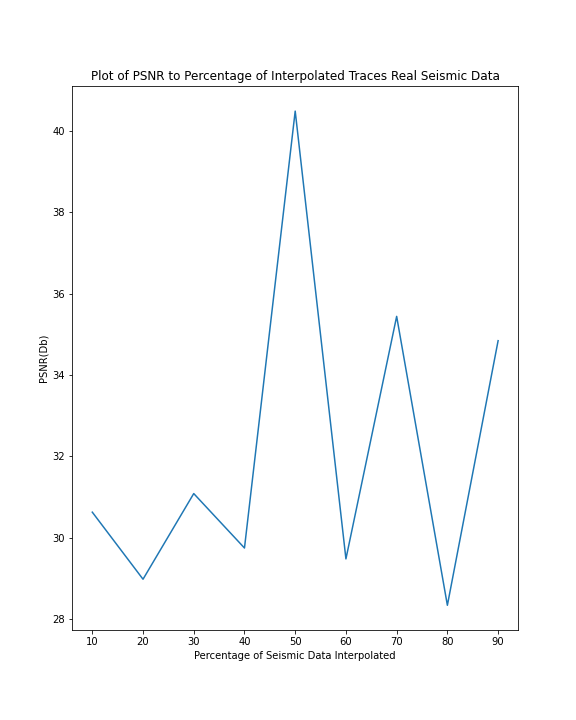 Plot of PSNR to Percentage of Interpolated Traces Real Seismic Data
40
38
36
34
32
30
28
PSNR(Db)
10 20 30 40 50 60 70 80 90
Percentage of Seismic Data Interpolated